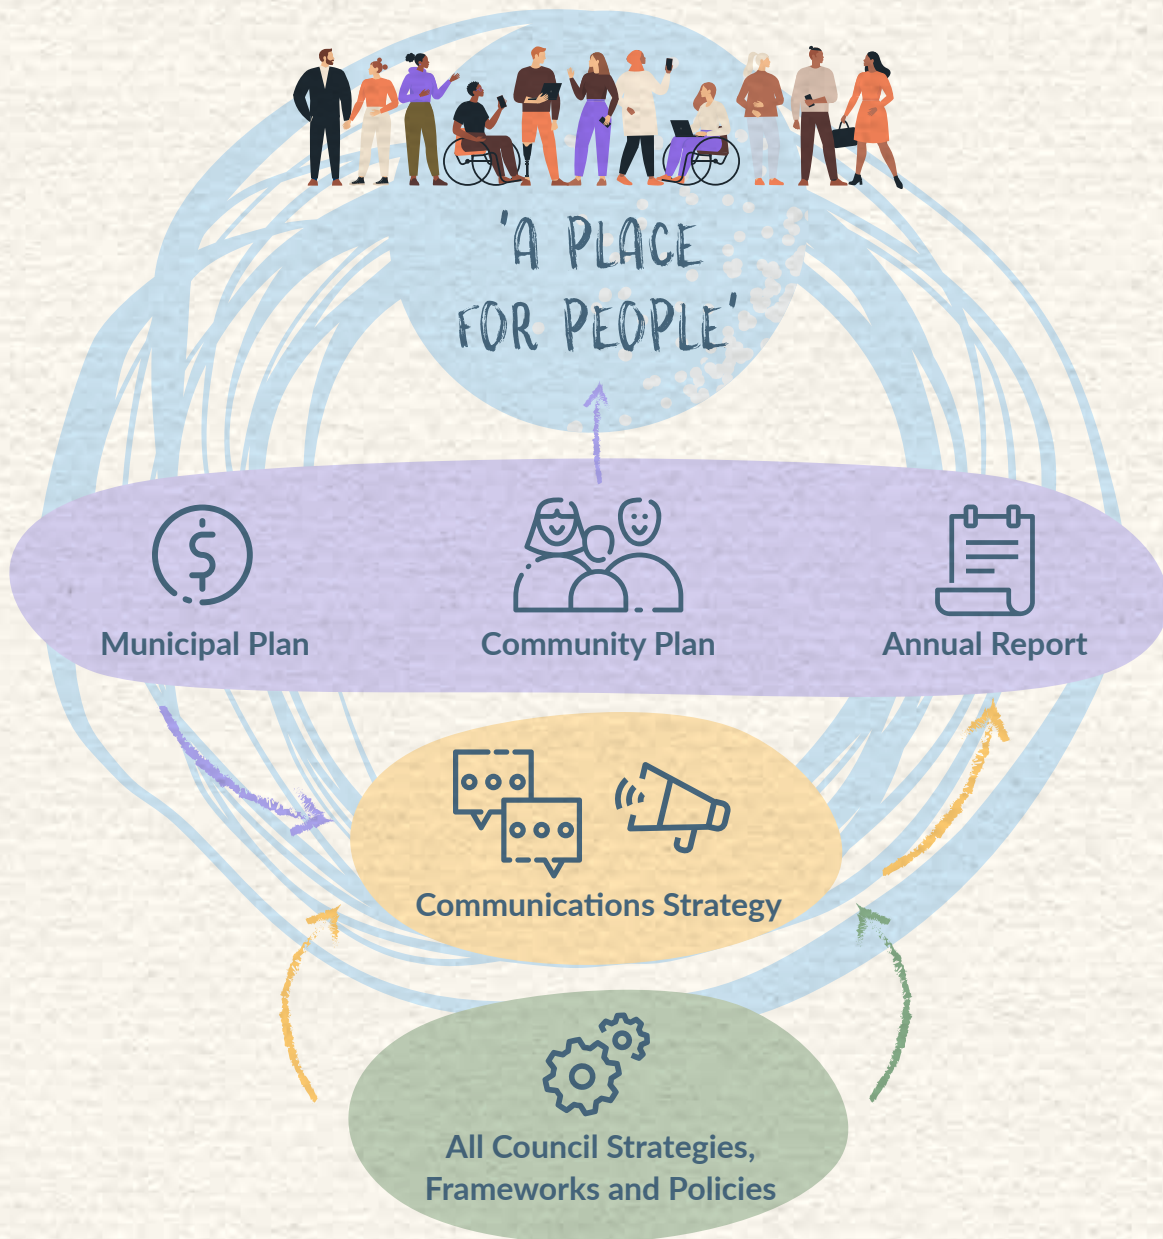 'A PLACE
FOR PEOPLE'
Municipal Plan
Community Plan
Annual Report
Communications Strategy
All Council Strategies,
Frameworks and Policies